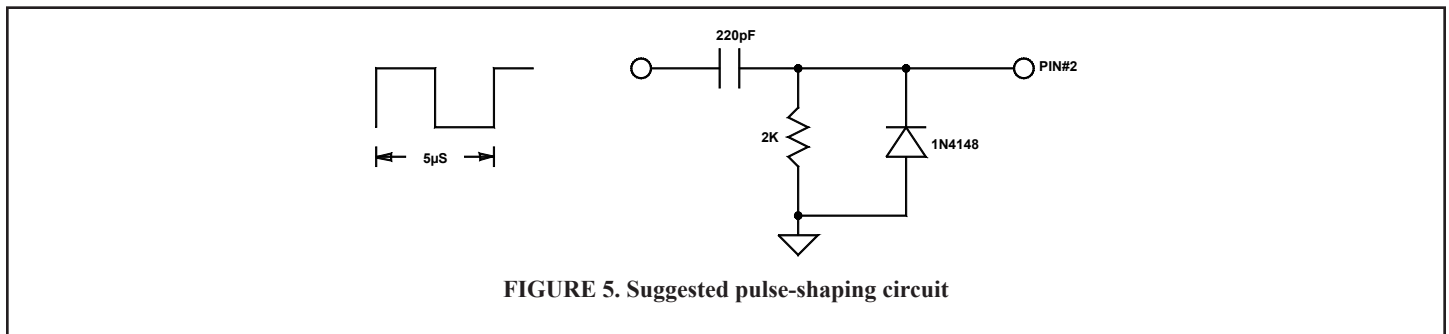 220pF
PIN#2
2K
1N4148
5µS
FIGURE 5. Suggested pulse-shaping circuit